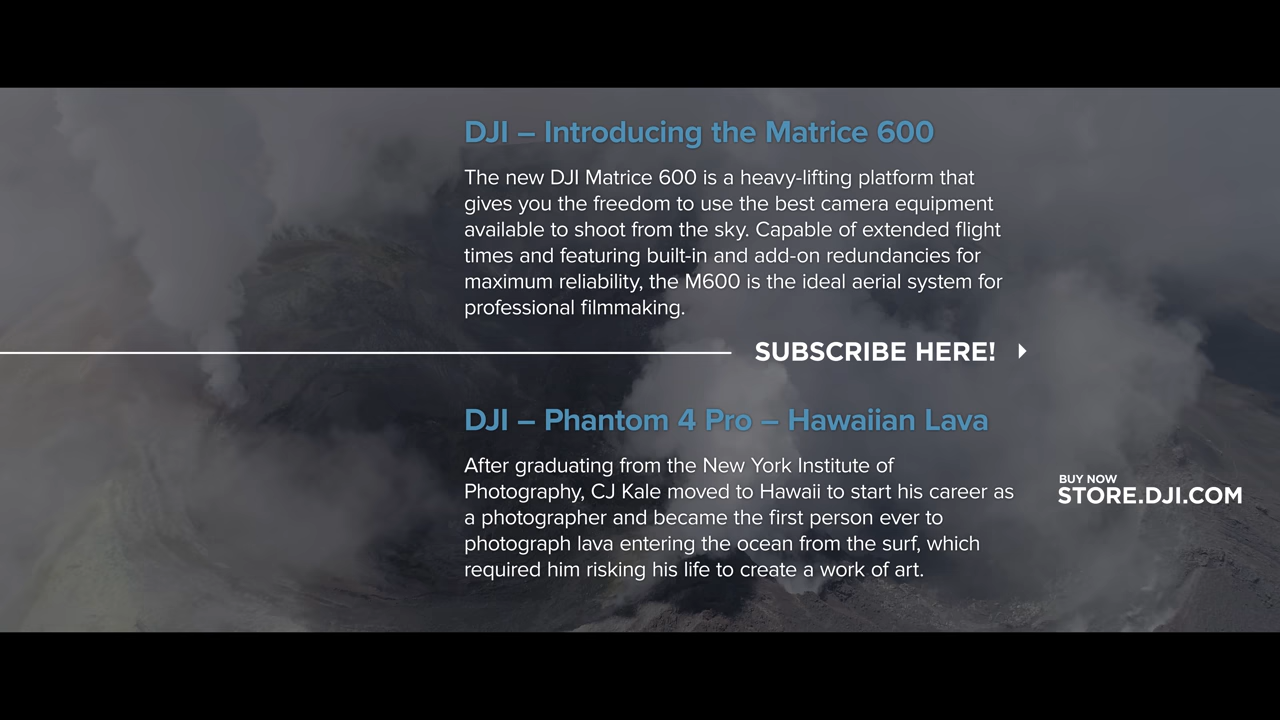 DJI – Introducing the Matrice 600
The new DJI Matrice 600 is a heavy-lifting platform that
gives you the freedom to use the best camera equipment
available to shoot from the sky. Capable of extended flight
times and featuring built-in and add-on redundancies for
maximum reliability, the M600 is the ideal aerial system for
professional filmmaking.
SUBSCRIBE HERE!
DJI – Phantom 4 Pro – Hawaiian Lava
After graduating from the New York Institute of
Photography, CJ Kale moved to Hawaii to start his career as
a photographer and became the first person ever to
photograph lava entering the ocean from the surf, which
required him risking his life to create a work of art.
BUY NOW
STORE.DJI.COM